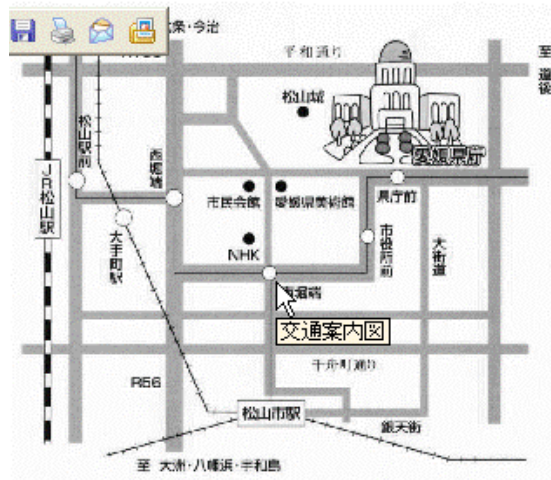 条・今治
平和通り
至 道後
松山城
松山駅前
西堀端
愛媛県庁
JR松山駅
市民会館
愛媛県美術館
県庁前
大手町駅
NHK
市役所前
大街道
堀端
交通案内図
千舟町通り
R56
松山市駅
銀天街
至 大洲・八幡浜・宇和島